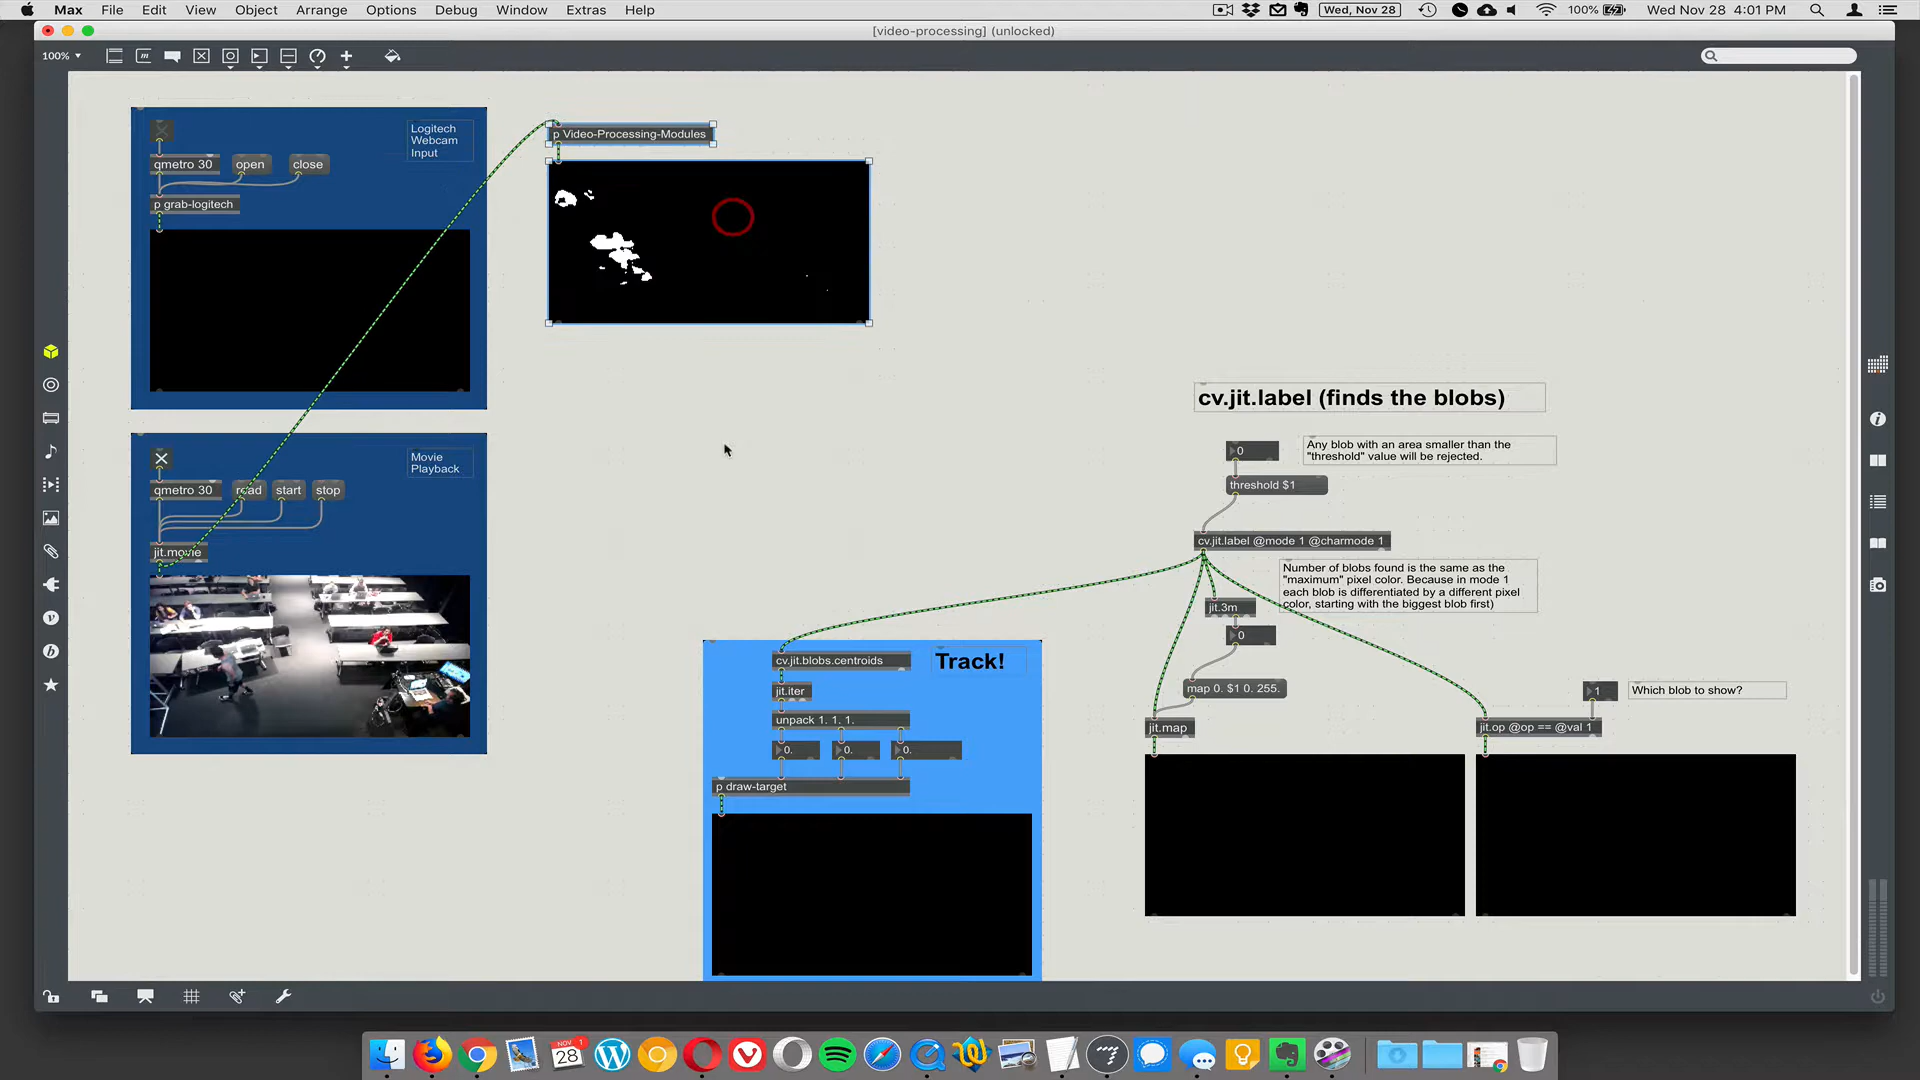 Max File Edit View Object Arrange Options Debug Window Extras Help
Wed, Nov 28
100%
Wed Nov 28 4:01 PM
[video-processing] (unlocked)
100%
Logitech
Webcam
Input
qmetro 30
open
close
p grab-logitech
p Video-Processing-Modules
Movie
Playback
qmetro 30
read
start
stop
jit.movie
cv.jit.label (finds the blobs)
0
Any blob with an area smaller than the
"threshold" value will be rejected.
threshold $1
cv.jit.label @mode 1 @charmode 1
Number of blobs found is the same as the
"maximum" pixel color. Because in mode 1
each blob is differentiated by a different pixel
color, starting with the biggest blob first)
jit.3m
0
map 0. $1 0. 255.
jit.map
1
Which blob to show?
jit.op @op == @val 1
cv.jit.blobs.centroids
Track!
jit.iter
unpack 1. 1. 1.
0.
0.
0.
p draw-target
NOV
28
1